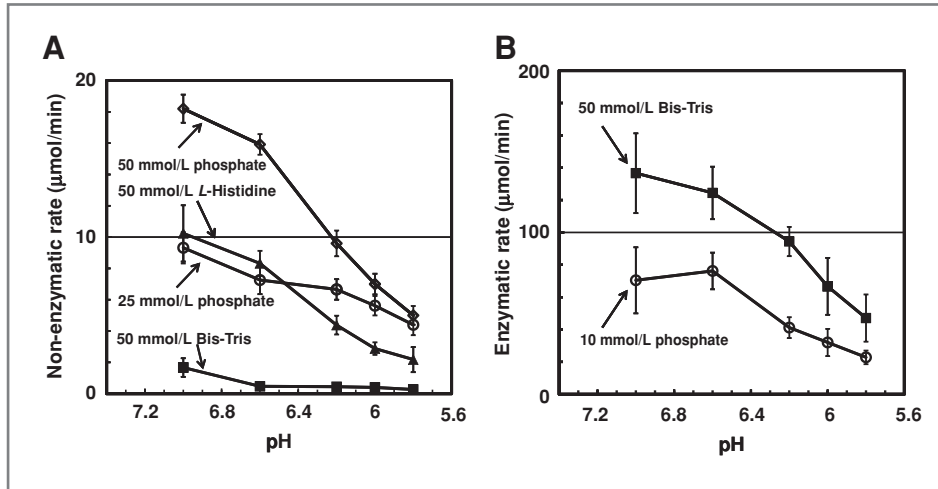 A
Non-enzymatic rate (μmol/min)
20
10
0
50 mmol/L phosphate
50 mmol/L L-Histidine
25 mmol/L phosphate
50 mmol/L Bis-Tris
7.2 6.8 6.4 6 5.6
pH
B
Enzymatic rate (μmol/min)
200
100
0
50 mmol/L Bis-Tris
10 mmol/L phosphate
7.2 6.8 6.4 6 5.6
pH